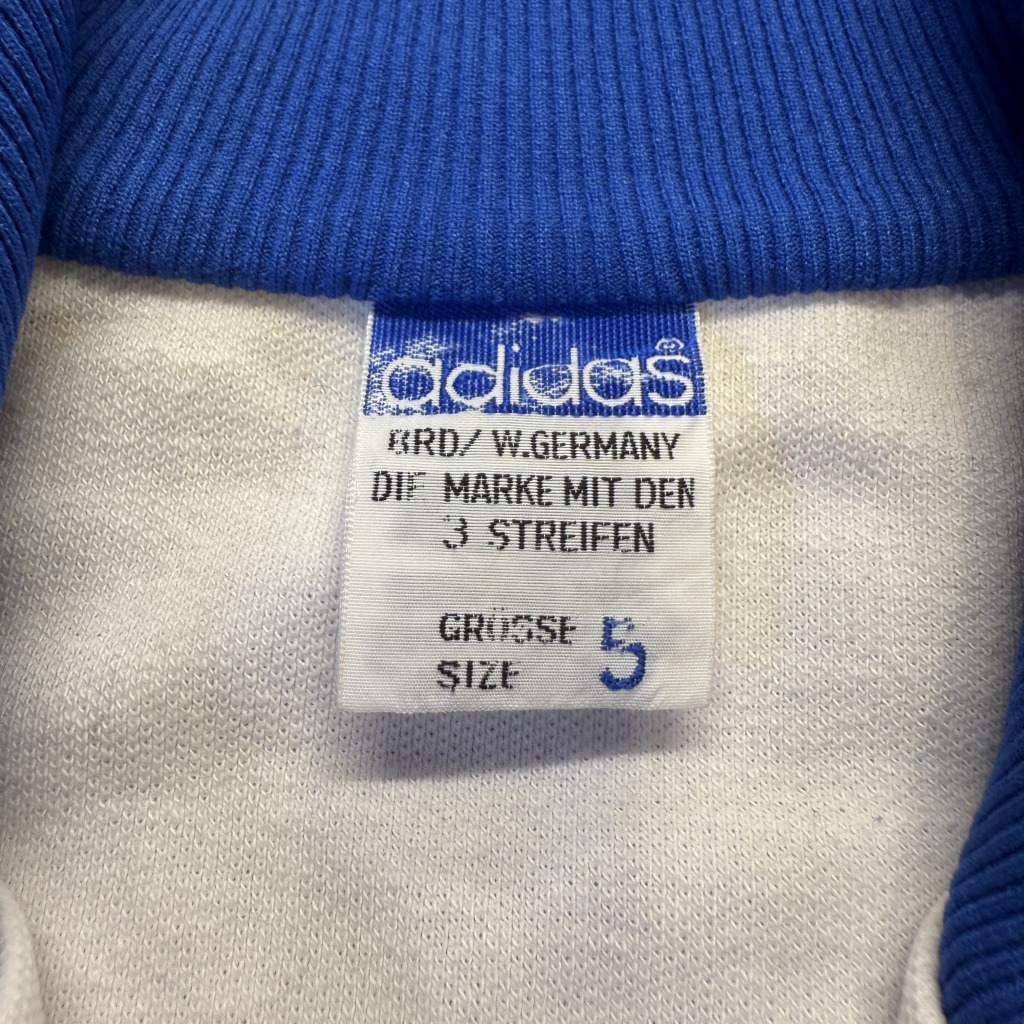 adidas®
BRD/ W.GERMANY
DIE MARKE MIT DEN
3 STREIFEN
GRÖSSE 5
SIZE